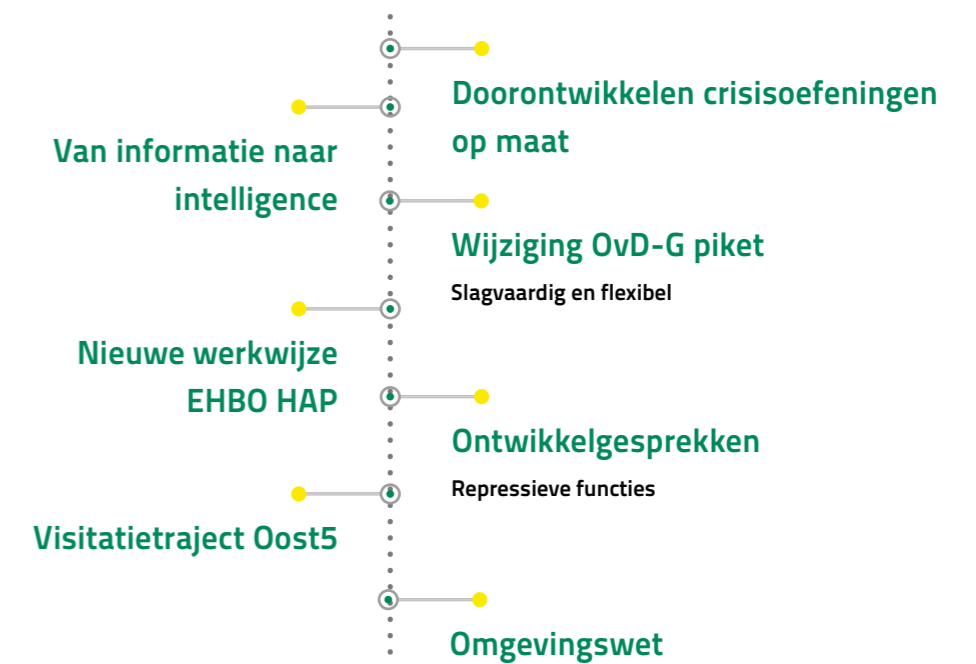 Doorontwikkelen crisisoefeningen
op maat
Van informatie naar
intelligence
Wijziging OvD-G piket
Slagvaardig en flexibel
Nieuwe werkwijze
EHBO HAP
Ontwikkelgesprekken
Repressieve functies
Visitatietraject Oost5
Omgevingswet